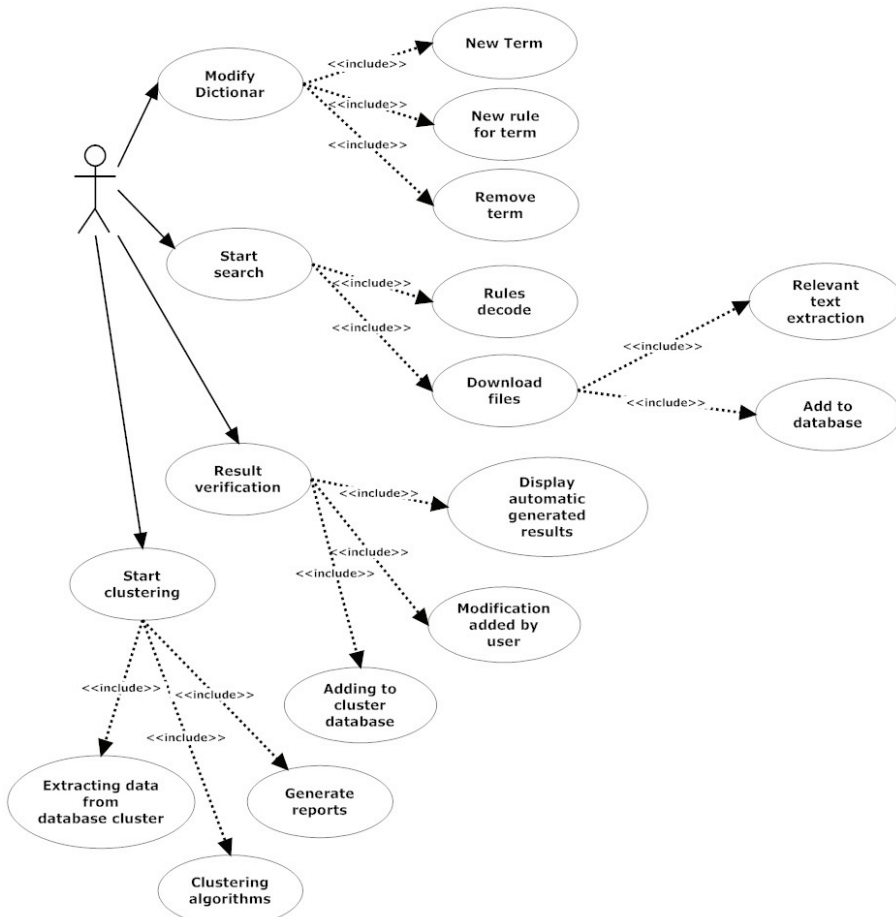 Modify
Dictionar
<<include>>
New Term
<<include>>
New rule
for term
<<include>>
Remove
term
Start
search
<<include>>
Rules
decode
<<include>>
Download
files
<<include>>
Relevant
text
extraction
<<include>>
Add to
database
Result
verification
<<include>>
Display
automatic
generated
results
<<include>>
Modification
added by
user
<<include>>
Adding to
cluster
database
Start
clustering
<<include>>
Extracting data
from
database cluster
<<include>>
Clustering
algorithms
<<include>>
Generate
reports